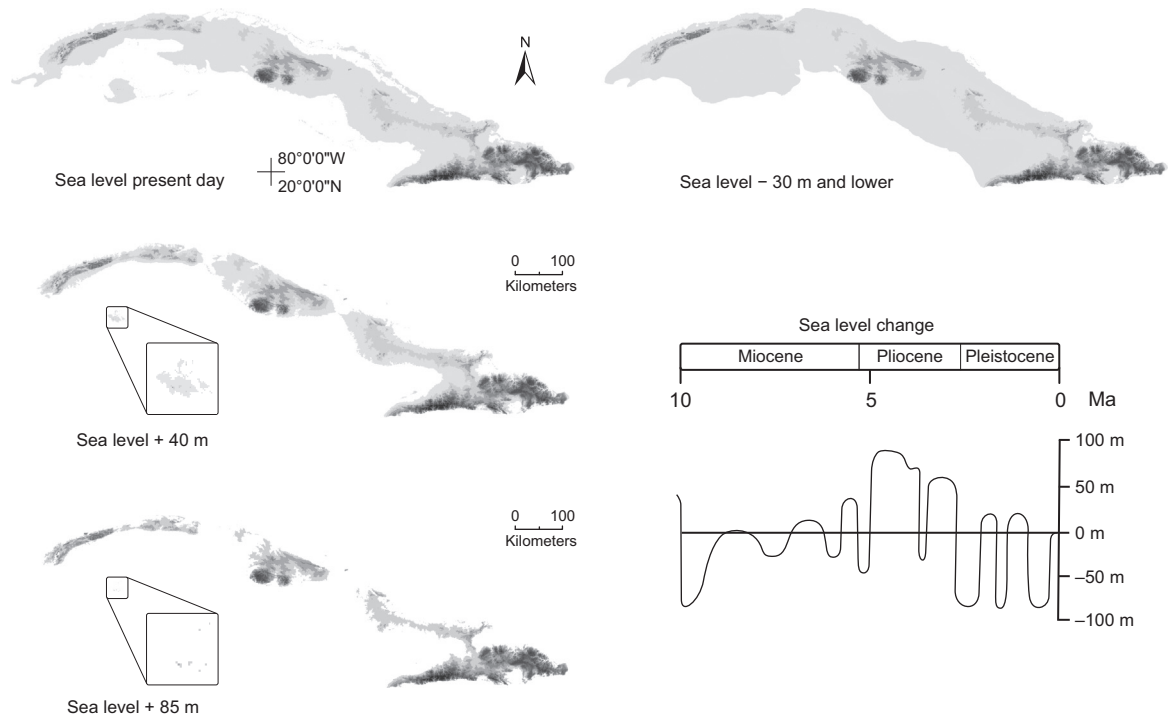 N
80°0'0"W
20°0'0"N
Sea level present day
Sea level − 30 m and lower
0 100
Kilometers
Sea level + 40 m
0 100
Kilometers
Sea level + 85 m
Sea level change
Miocene Pliocene Pleistocene
10 5 0 Ma
100 m
50 m
0 m
–50 m
–100 m